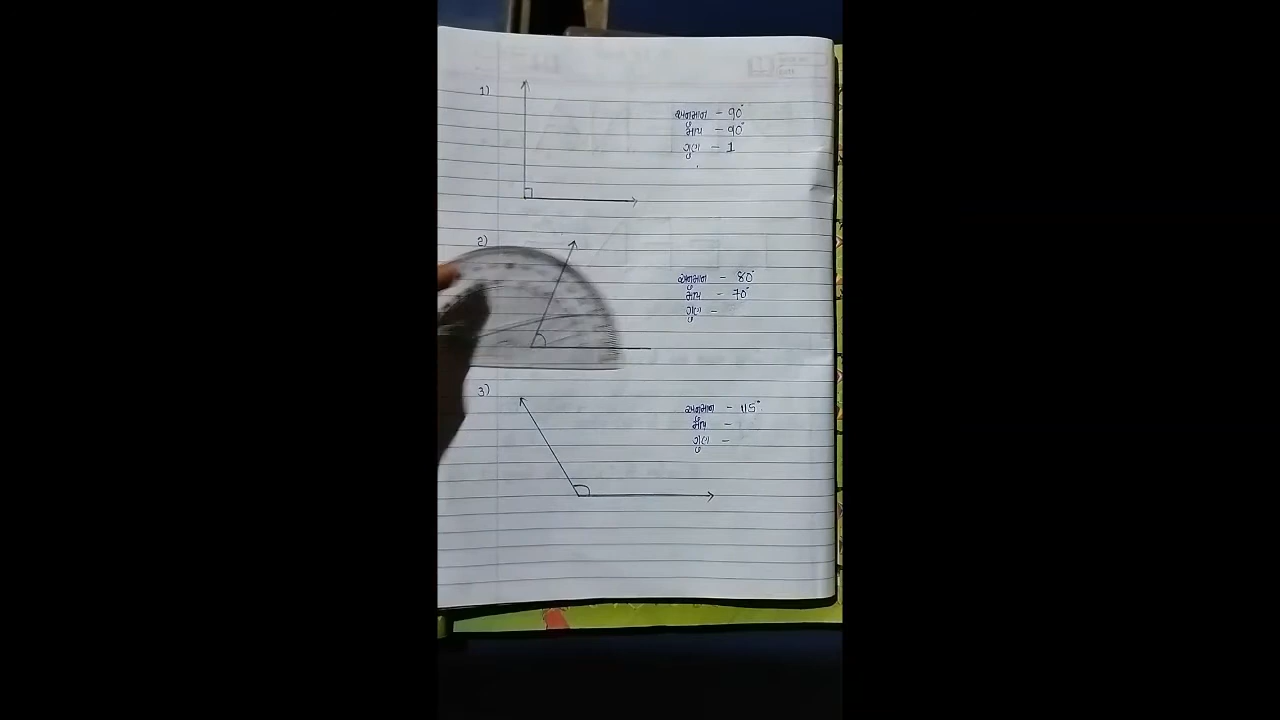 1)
અનુમાન - 90°
માપ - 90°
ગુણ - 1
2)
અનુમાન - 80°
માપ - 70°
ગુણ -
3)
અનુમાન - 115°
માપ -
ગુણ -